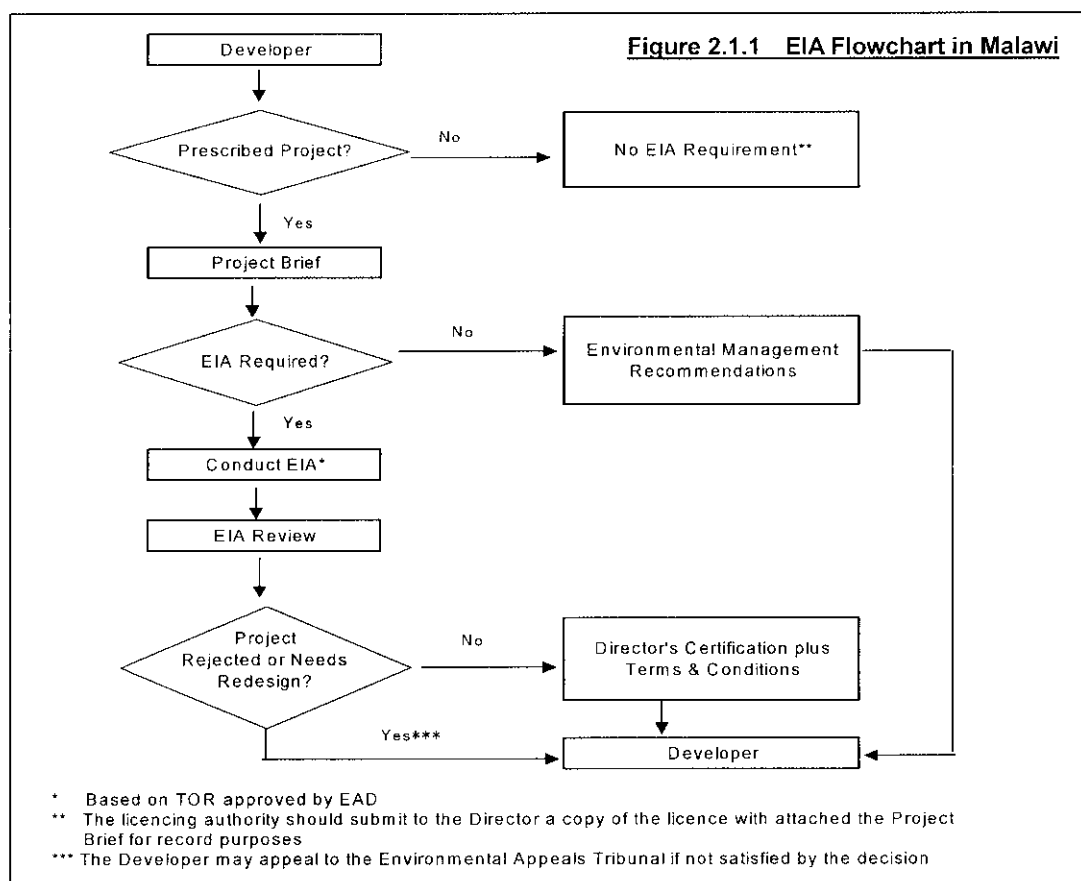 Figure 2.1.1 EIA Flowchart in Malawi
Developer
Prescribed Project?
No
No EIA Requirement**
Yes
Project Brief
EIA Required?
No
Environmental Management
Recommendations
Yes
Conduct EIA*
EIA Review
Project
Rejected or Needs
Redesign?
No
Director's Certification plus
Terms & Conditions
Yes***
Developer
* Based on TOR approved by EAD
** The licencing authority should submit to the Director a copy of the licence with attached the Project
Brief for record purposes
*** The Developer may appeal to the Environmental Appeals Tribunal if not satisfied by the decision